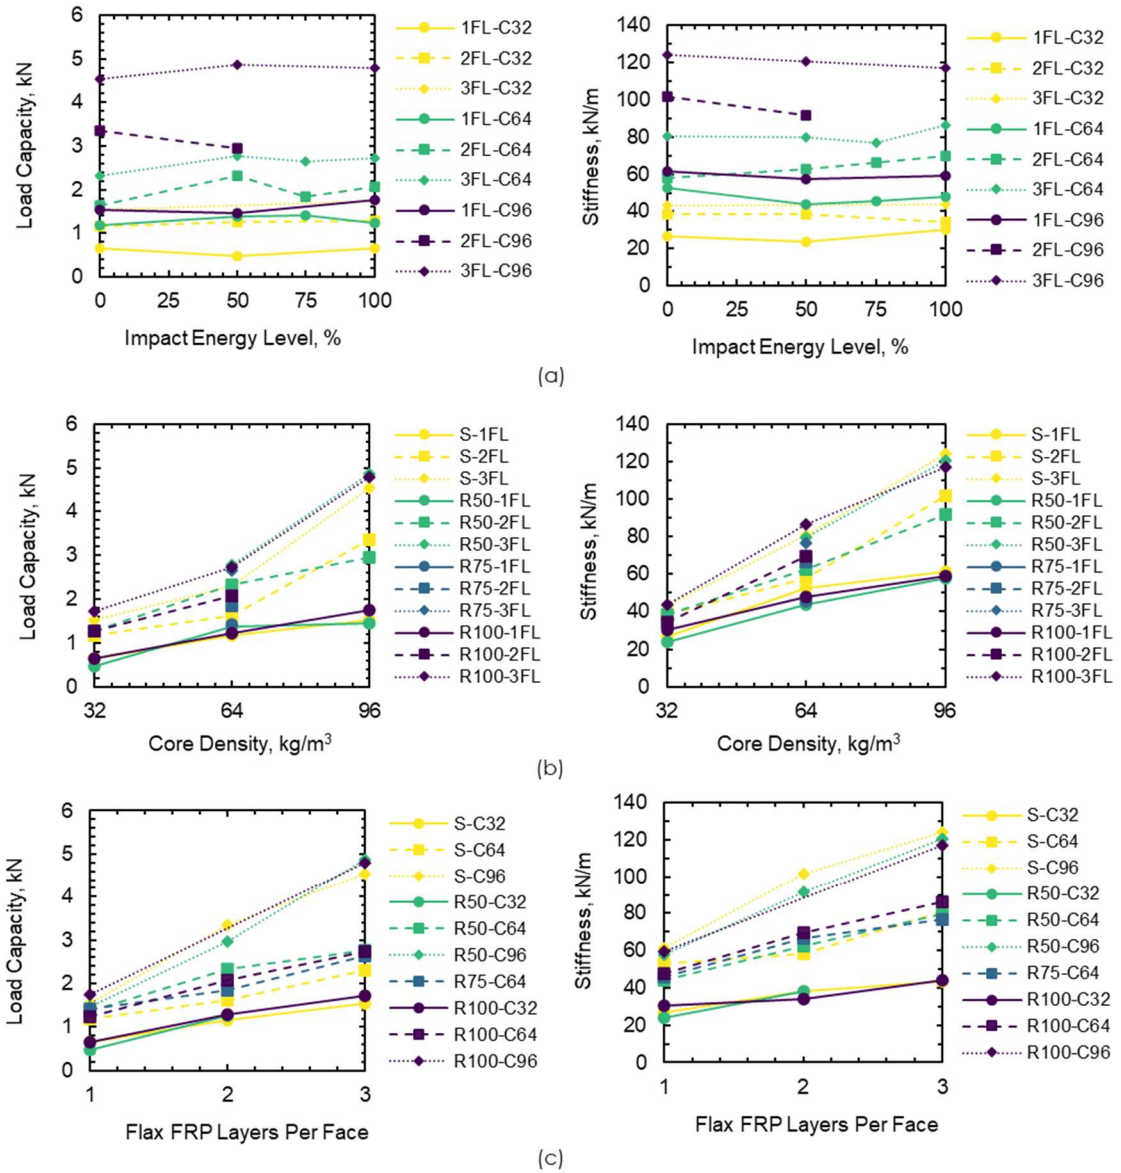 6
5
4
3
2
1
0
Load Capacity, kN
0 25 50 75 100
Impact Energy Level, %
1FL-C32
2FL-C32
3FL-C32
1FL-C64
2FL-C64
3FL-C64
1FL-C96
2FL-C96
3FL-C96
140
120
100
80
60
40
20
0
Stiffness, kN/m
0 25 50 75 100
Impact Energy Level, %
1FL-C32
2FL-C32
3FL-C32
1FL-C64
2FL-C64
3FL-C64
1FL-C96
2FL-C96
3FL-C96
(a)
6
5
4
3
2
1
0
Load Capacity, kN
32 64 96
Core Density, kg/m³
S-1FL
S-2FL
S-3FL
R50-1FL
R50-2FL
R50-3FL
R75-1FL
R75-2FL
R75-3FL
R100-1FL
R100-2FL
R100-3FL
140
120
100
80
60
40
20
0
Stiffness, kN/m
32 64 96
Core Density, kg/m³
S-1FL
S-2FL
S-3FL
R50-1FL
R50-2FL
R50-3FL
R75-1FL
R75-2FL
R75-3FL
R100-1FL
R100-2FL
R100-3FL
(b)
6
5
4
3
2
1
0
Load Capacity, kN
1 2 3
Flax FRP Layers Per Face
S-C32
S-C64
S-C96
R50-C32
R50-C64
R50-C96
R75-C64
R100-C32
R100-C64
R100-C96
140
120
100
80
60
40
20
0
Stiffness, kN/m
1 2 3
Flax FRP Layers Per Face
S-C32
S-C64
S-C96
R50-C32
R50-C64
R50-C96
R75-C64
R100-C32
R100-C64
R100-C96
(c)